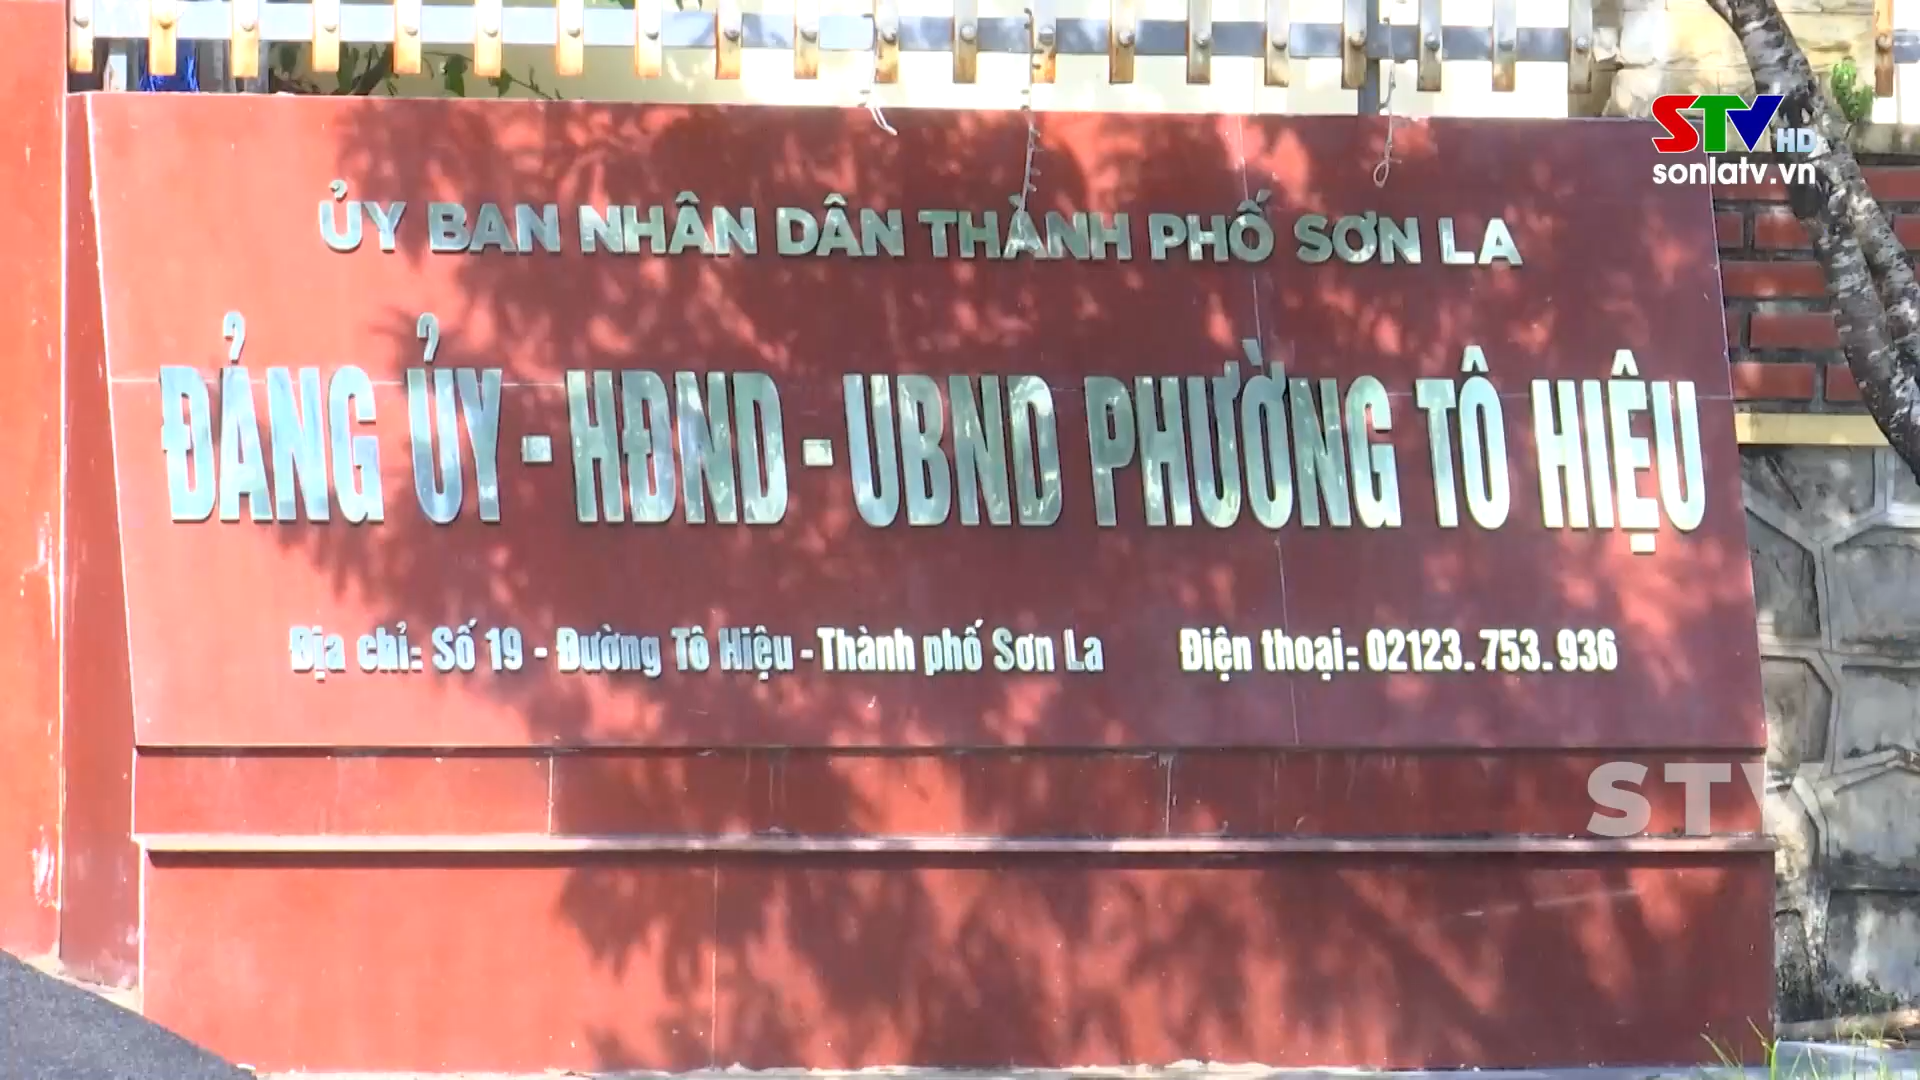 STV HD
sonlatv.vn
ỦY BAN NHÂN DÂN THÀNH PHỐ SƠN LA
ĐẢNG ỦY - HĐND - UBND PHƯỜNG TÔ HIỆU
Địa chỉ: Số 19 - Đường Tô Hiệu - Thành phố Sơn La Điện thoại: 02123.753.936
STV